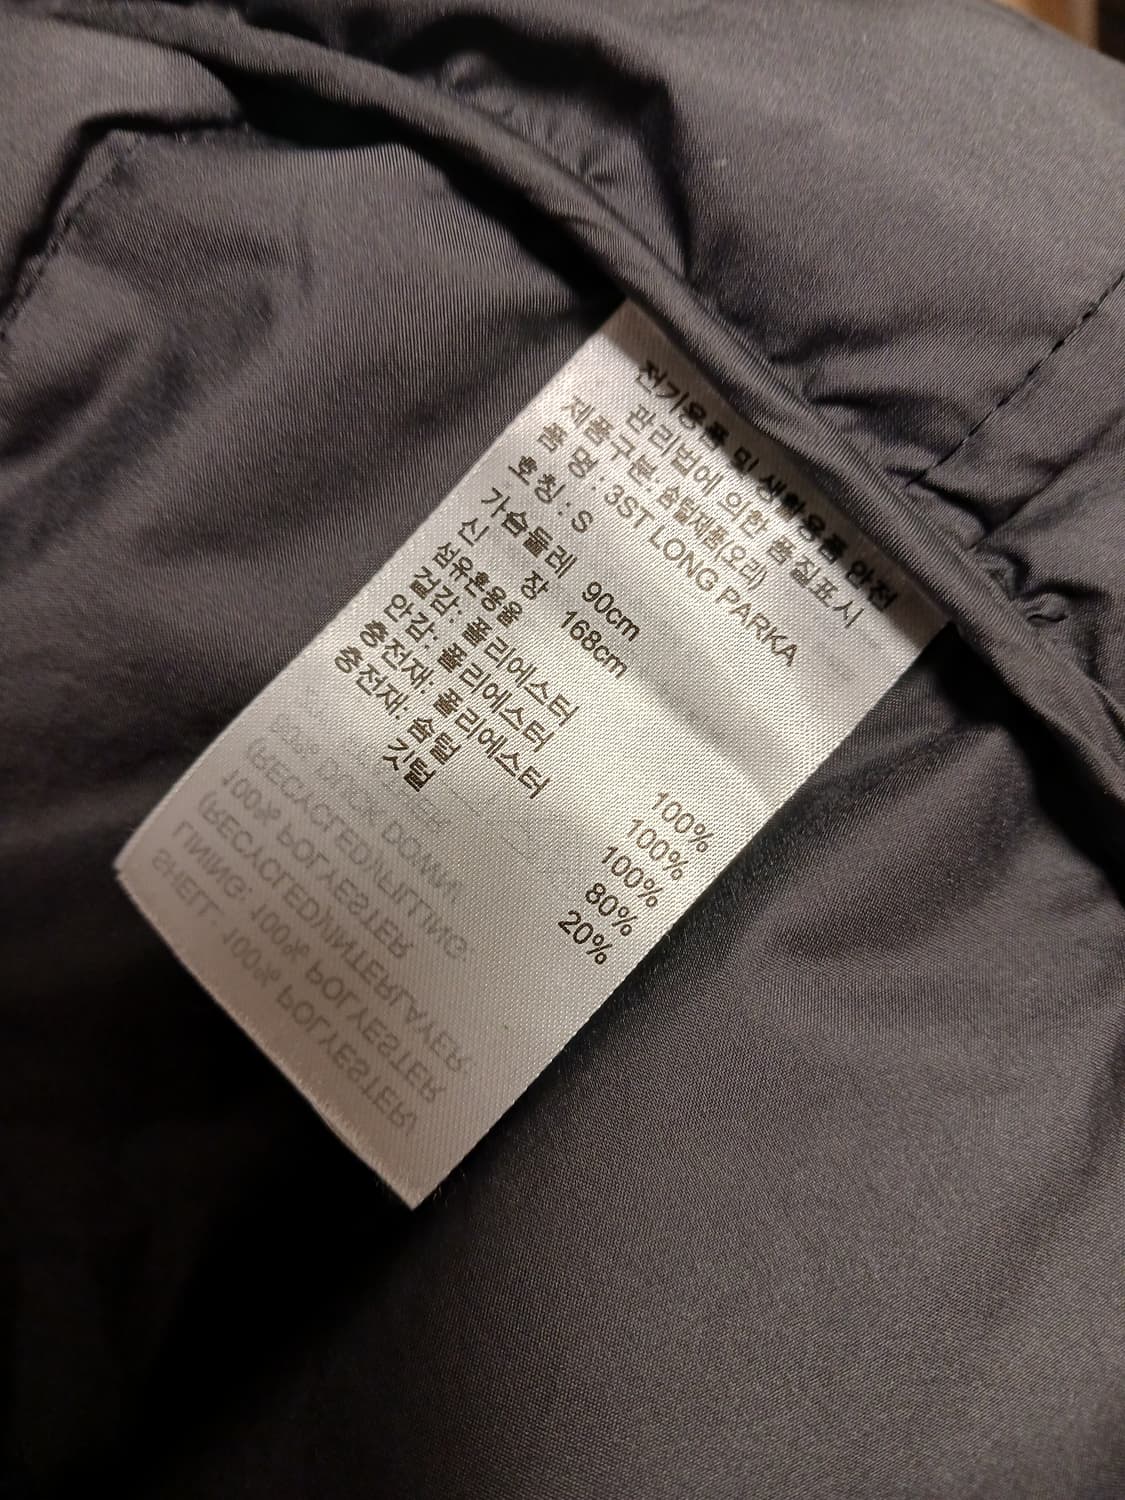 전기용품 및 생활용품 안전
관리법에 의한 품질표시
제품구분: 솜털제품(오리)
품 명 : 3ST LONG PARKA
호칭 : S
가슴둘레 90cm
신 장 168cm
섬유혼용율
겉감: 폴리에스터 100%
안감: 폴리에스터 100%
충전재: 폴리에스터 100%
충전재: 솜털 80%
깃털 20%
SHELL: 100% POLYESTER(
LINING: 100% POLYESTER
(RECYCLED)/INTERLAYER:
100% POLYESTER
(RECYCLED)/FILLING:
80% DUCK DOWN,